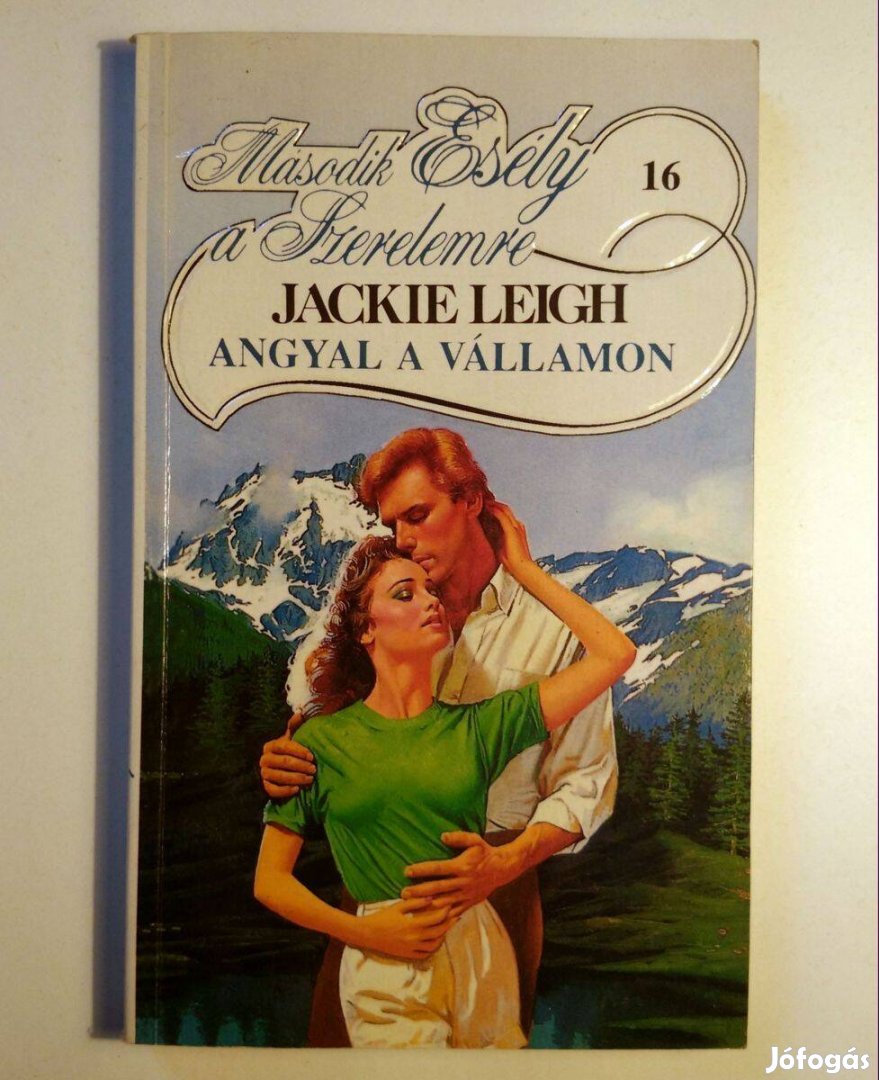 Második Esély
16
a Szerelemre
JACKIE LEIGH
ANGYAL A VÁLLAMON
Jófogás